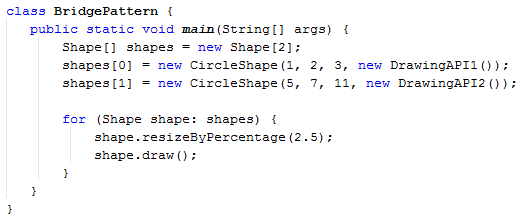 class BridgePattern {
    public static void main(String[] args) {
        Shape[] shapes = new Shape[2];
        shapes[0] = new CircleShape(1, 2, 3, new DrawingAPI1());
        shapes[1] = new CircleShape(5, 7, 11, new DrawingAPI2());

        for (Shape shape: shapes) {
            shape.resizeByPercentage(2.5);
            shape.draw();
        }
    }
}